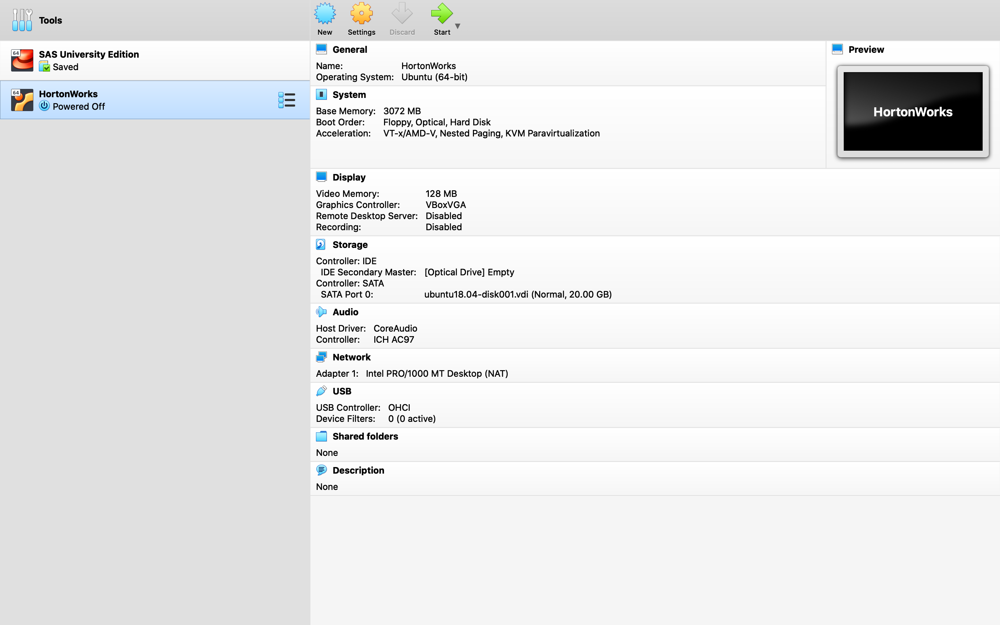 Tools
New Settings Discard Start
64
SAS University Edition
Saved
64
HortonWorks
Powered Off
General
Name: HortonWorks
Operating System: Ubuntu (64-bit)
Preview
HortonWorks
System
Base Memory: 3072 MB
Boot Order: Floppy, Optical, Hard Disk
Acceleration: VT-x/AMD-V, Nested Paging, KVM Paravirtualization
Display
Video Memory: 128 MB
Graphics Controller: VBoxVGA
Remote Desktop Server: Disabled
Recording: Disabled
Storage
Controller: IDE
IDE Secondary Master: [Optical Drive] Empty
Controller: SATA
SATA Port 0: ubuntu18.04-disk001.vdi (Normal, 20.00 GB)
Audio
Host Driver: CoreAudio
Controller: ICH AC97
Network
Adapter 1: Intel PRO/1000 MT Desktop (NAT)
USB
USB Controller: OHCI
Device Filters: 0 (0 active)
Shared folders
None
Description
None